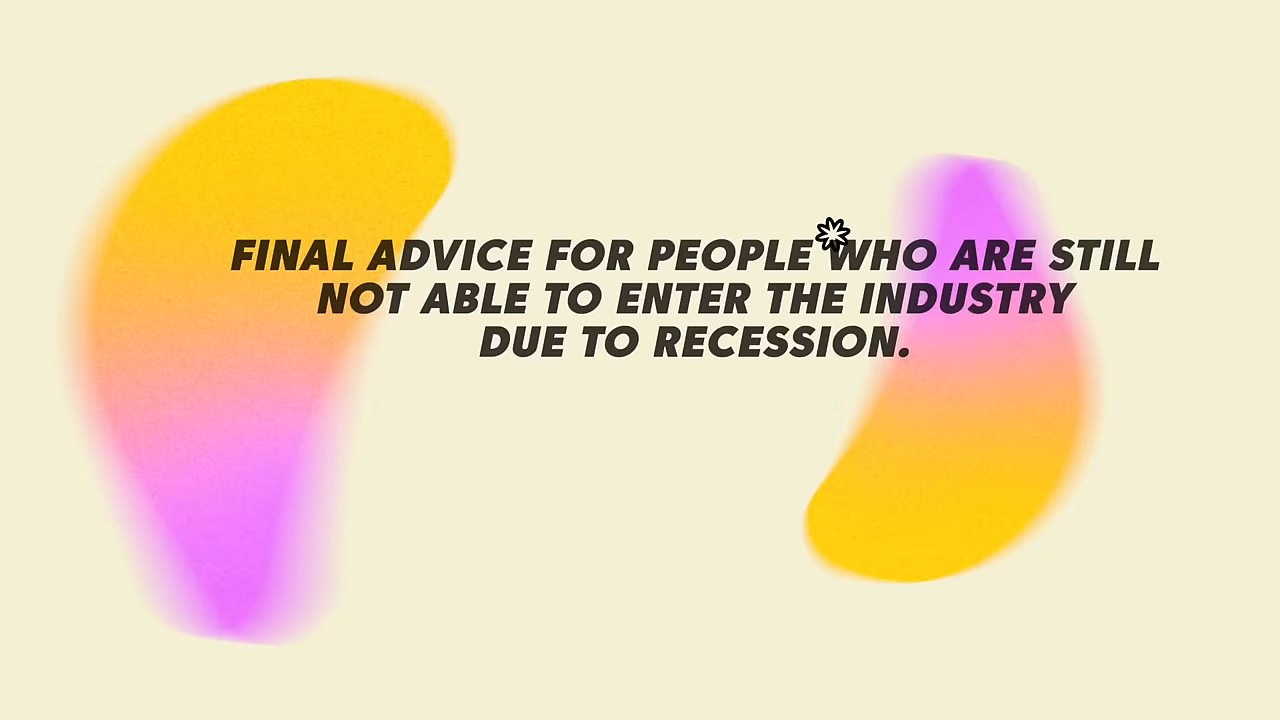 FINAL ADVICE FOR PEOPLE WHO ARE STILL
NOT ABLE TO ENTER THE INDUSTRY
DUE TO RECESSION.